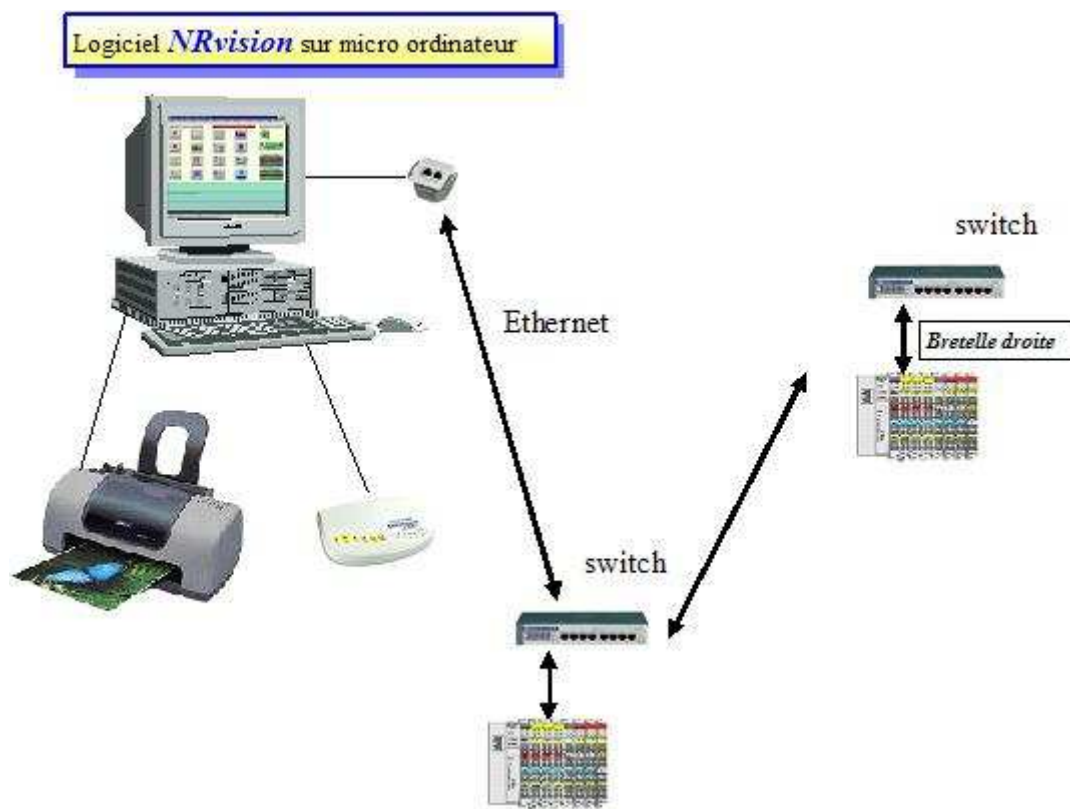 Logiciel NRvision sur micro ordinateur
switch
Ethernet
Bretelle droite
switch